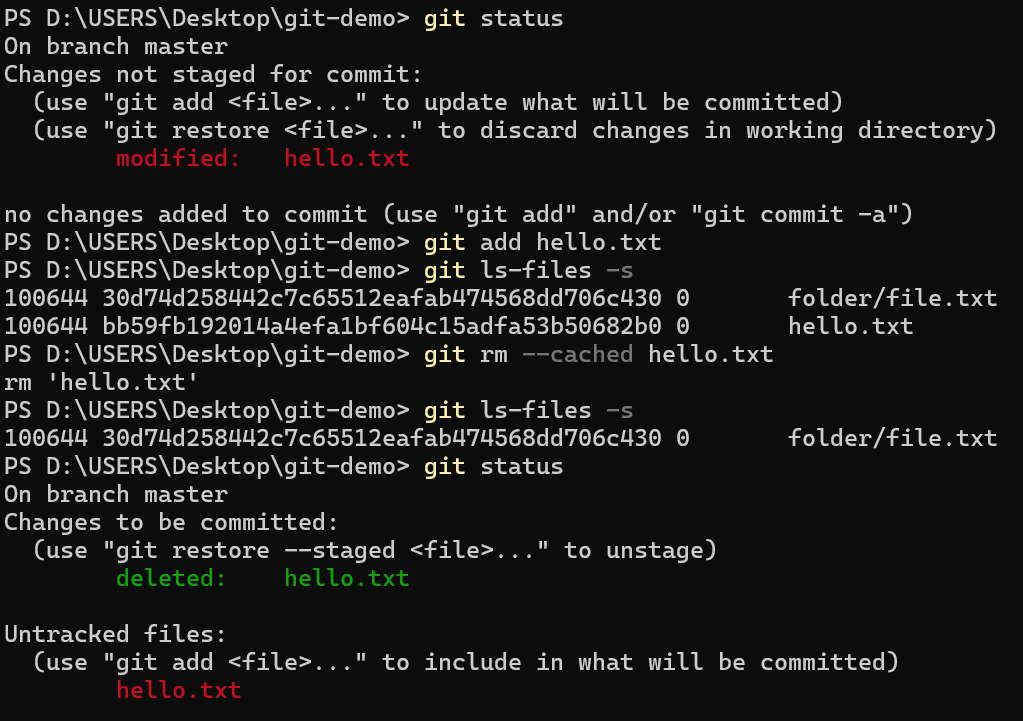 PS D:\USERS\Desktop\git-demo> git status
On branch master
Changes not staged for commit:
  (use "git add <file>..." to update what will be committed)
  (use "git restore <file>..." to discard changes in working directory)
        modified:   hello.txt

no changes added to commit (use "git add" and/or "git commit -a")
PS D:\USERS\Desktop\git-demo> git add hello.txt
PS D:\USERS\Desktop\git-demo> git ls-files -s
100644 30d74d258442c7c65512eafab474568dd706c430 0       folder/file.txt
100644 bb59fb192014a4efa1bf604c15adfa53b50682b0 0       hello.txt
PS D:\USERS\Desktop\git-demo> git rm --cached hello.txt
rm 'hello.txt'
PS D:\USERS\Desktop\git-demo> git ls-files -s
100644 30d74d258442c7c65512eafab474568dd706c430 0       folder/file.txt
PS D:\USERS\Desktop\git-demo> git status
On branch master
Changes to be committed:
  (use "git restore --staged <file>..." to unstage)
        deleted:    hello.txt

Untracked files:
  (use "git add <file>..." to include in what will be committed)
        hello.txt